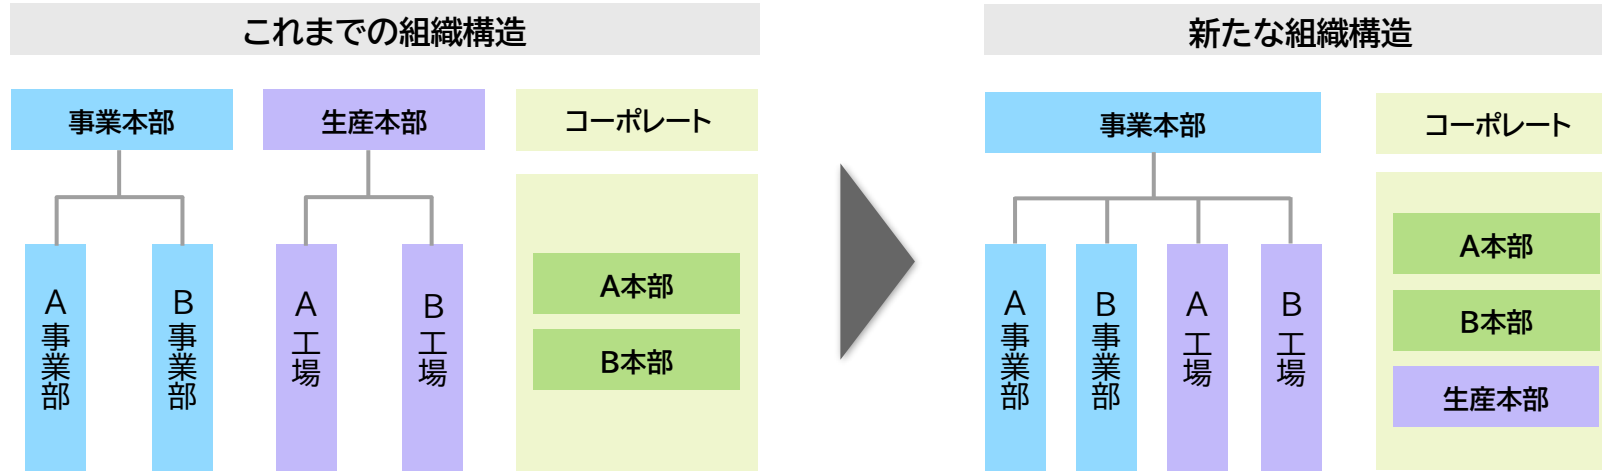 これまでの組織構造
事業本部
生産本部
コーポレート
A事業部
B事業部
A工場
B工場
A本部
B本部
新たな組織構造
事業本部
コーポレート
A事業部
B事業部
A工場
B工場
A本部
B本部
生産本部